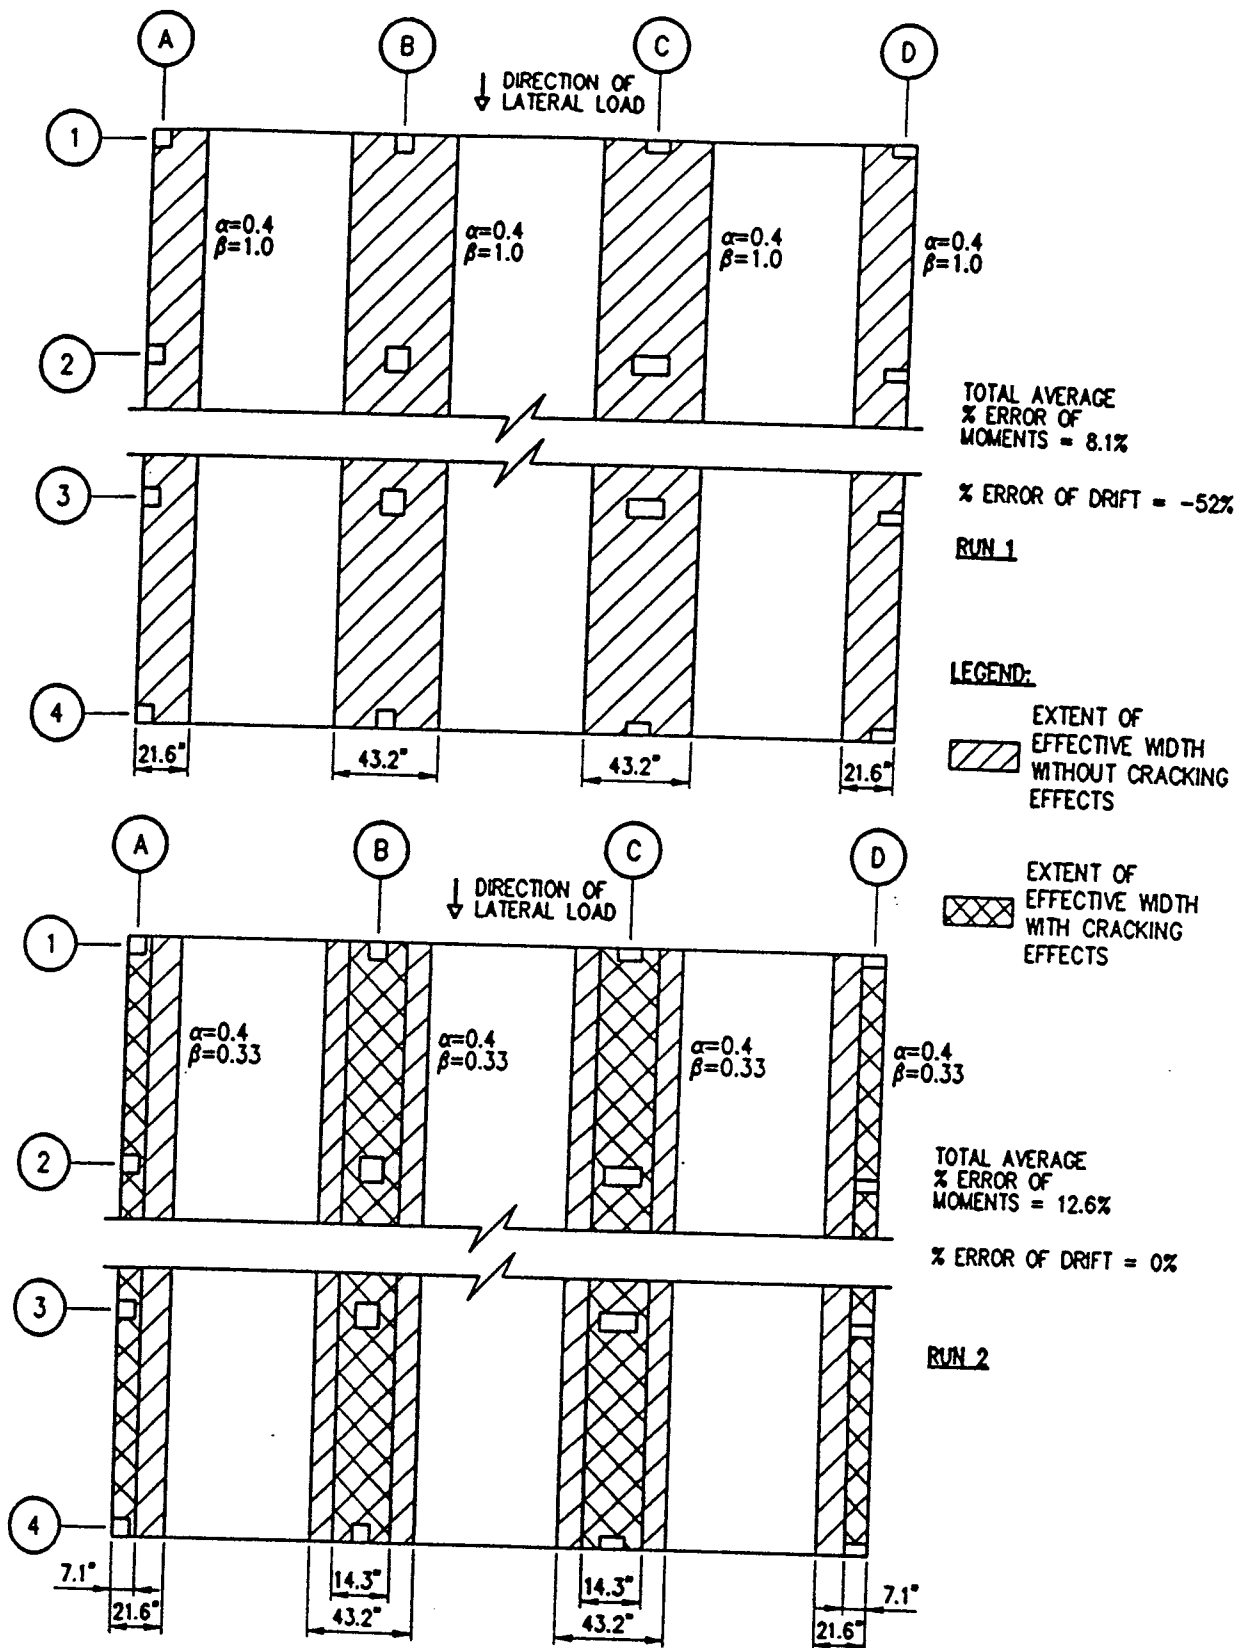 A
B
C
D
DIRECTION OF
LATERAL LOAD
1
α=0.4
β=1.0
α=0.4
β=1.0
α=0.4
β=1.0
α=0.4
β=1.0
2
TOTAL AVERAGE
% ERROR OF
MOMENTS = 8.1%
3
% ERROR OF DRIFT = -52%
RUN 1
LEGEND:
4
EXTENT OF
EFFECTIVE WIDTH
WITHOUT CRACKING
EFFECTS
21.6"
43.2"
43.2"
21.6"
A
B
C
D
EXTENT OF
EFFECTIVE WIDTH
WITH CRACKING
EFFECTS
DIRECTION OF
LATERAL LOAD
1
α=0.4
β=0.33
α=0.4
β=0.33
α=0.4
β=0.33
α=0.4
β=0.33
2
TOTAL AVERAGE
% ERROR OF
MOMENTS = 12.6%
% ERROR OF DRIFT = 0%
3
RUN 2
4
7.1"
14.3"
14.3"
7.1"
21.6"
43.2"
43.2"
21.6"